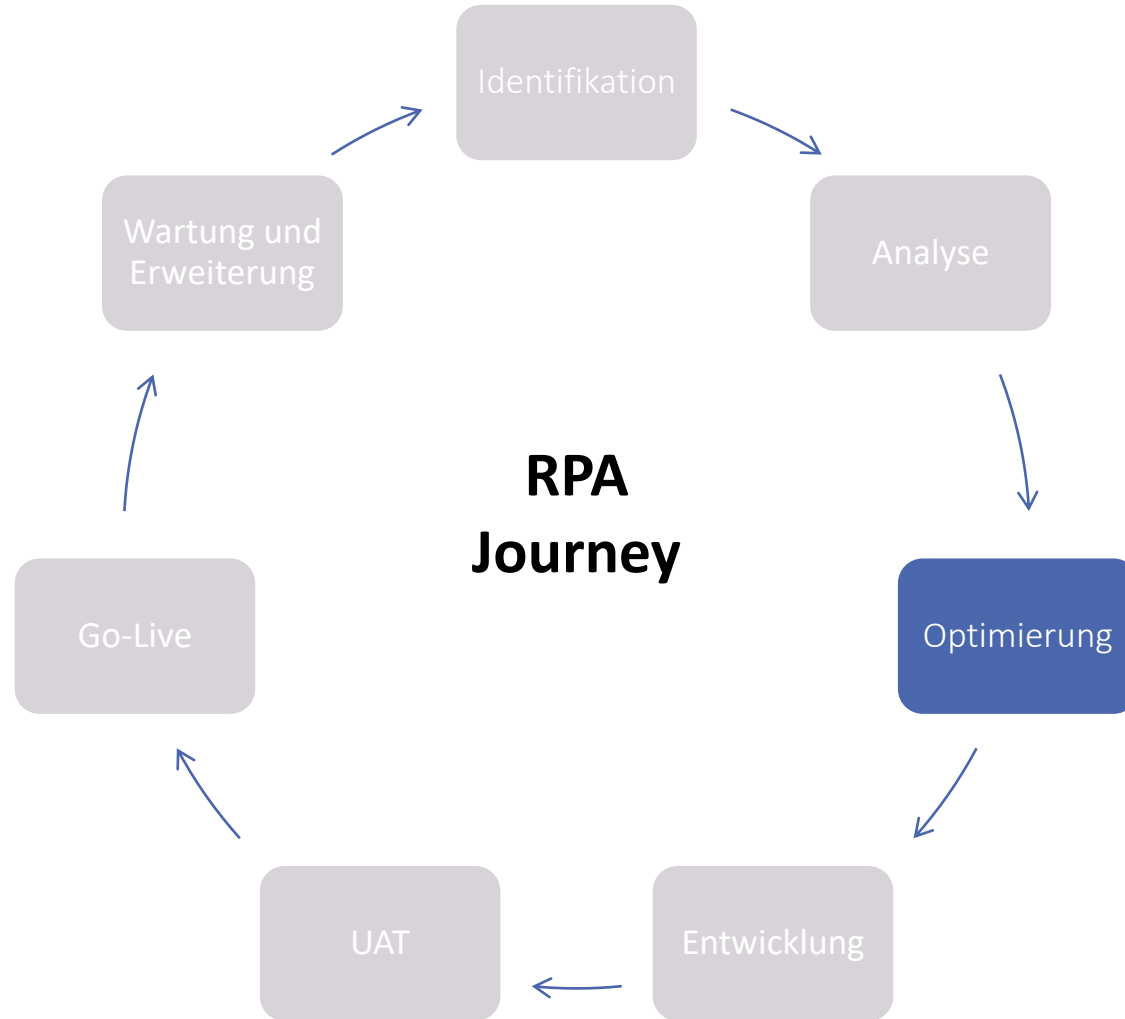 Identifikation
Analyse
Optimierung
Entwicklung
UAT
Go-Live
Wartung und
Erweiterung
RPA
Journey